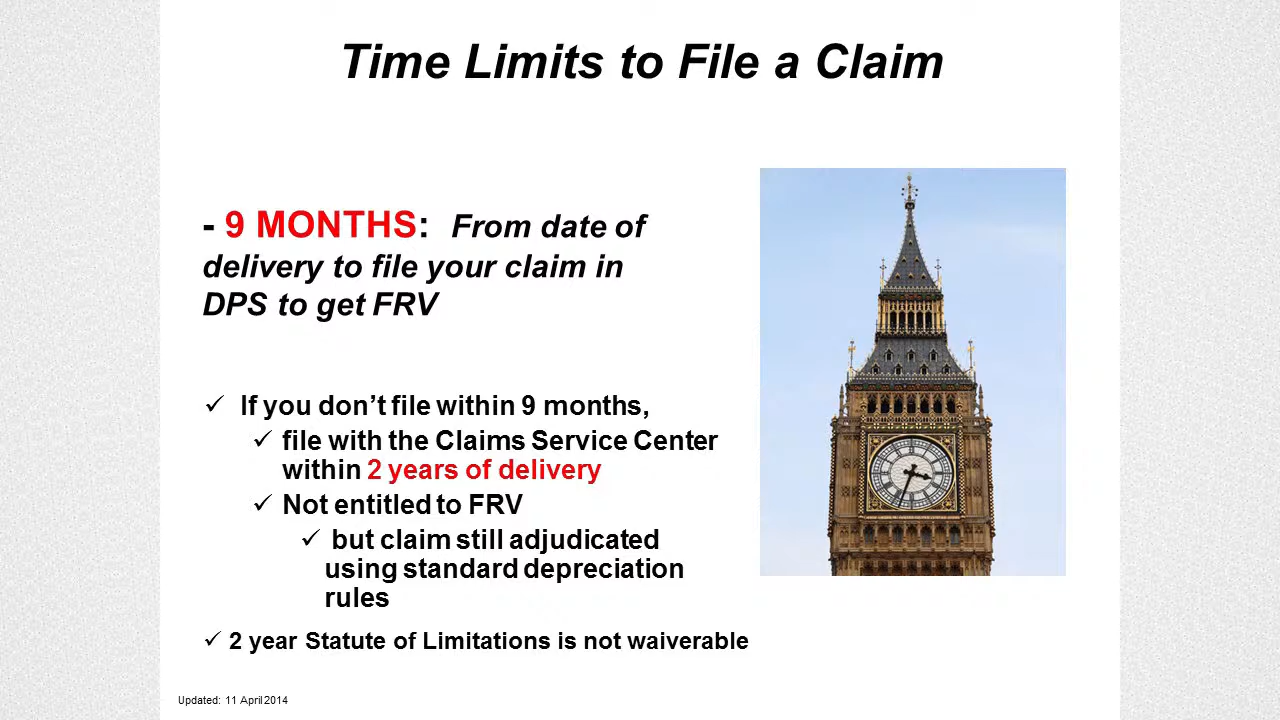 Time Limits to File a Claim
- 9 MONTHS: From date of
delivery to file your claim in
DPS to get FRV
✓ If you don’t file within 9 months,
✓ file with the Claims Service Center
within 2 years of delivery
✓ Not entitled to FRV
✓ but claim still adjudicated
using standard depreciation
rules
✓ 2 year Statute of Limitations is not waiverable
Updated: 11 April 2014